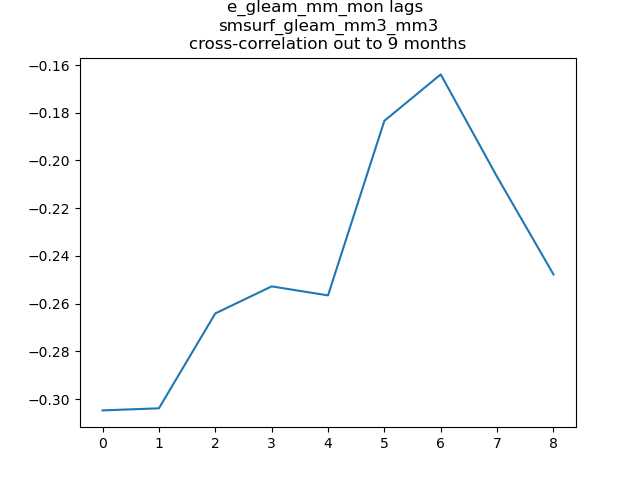 e_gleam_mm_mon lags
smsurf_gleam_mm3_mm3
cross-correlation out to 9 months
−0.16
−0.18
−0.20
−0.22
−0.24
−0.26
−0.28
−0.30
0 1 2 3 4 5 6 7 8